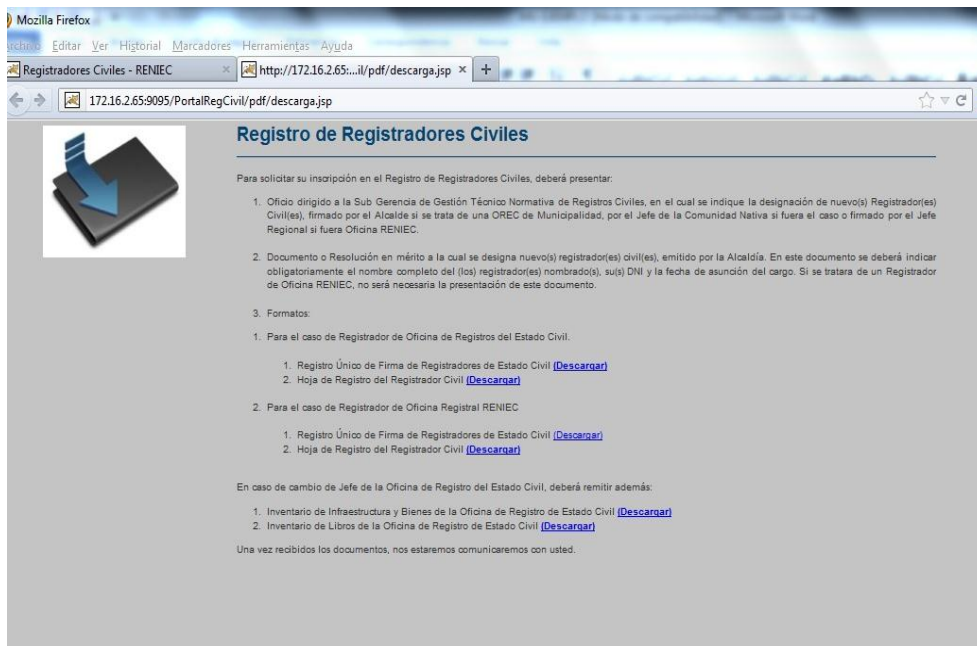 Mozilla Firefox
Archivo Editar Ver Historial Marcadores Herramientas Ayuda
Registradores Civiles - RENIEC × http://172.16.2.65:...il/pdf/descarga.jsp × +
172.16.2.65:9095/PortalRegCivil/pdf/descarga.jsp
Registro de Registradores Civiles
Para solicitar su inscripción en el Registro de Registradores Civiles, deberá presentar:
1. Oficio dirigido a la Sub Gerencia de Gestión Técnico Normativa de Registros Civiles, en el cual se indique la designación de nuevo(s) Registrador(es)
Civil(es), firmado por el Alcalde si se trata de una OREC de Municipalidad, por el Jefe de la Comunidad Nativa si fuera el caso o firmado por el Jefe
Regional si fuera Oficina RENIEC.
2. Documento o Resolución en mérito a la cual se designa nuevo(s) registrador(es) civil(es), emitido por la Alcaldía. En este documento se deberá indicar
obligatoriamente el nombre completo del (los) registrador(es) nombrado(s), su(s) DNI y la fecha de asunción del cargo. Si se tratara de un Registrador
de Oficina RENIEC, no será necesaria la presentación de este documento.
3. Formatos:
1. Para el caso de Registrador de Oficina de Registros del Estado Civil.
1. Registro Único de Firma de Registradores de Estado Civil (Descargar)
2. Hoja de Registro del Registrador Civil (Descargar)
2. Para el caso de Registrador de Oficina Registral RENIEC
1. Registro Único de Firma de Registradores de Estado Civil (Descargar)
2. Hoja de Registro del Registrador Civil (Descargar)
En caso de cambio de Jefe de la Oficina de Registro del Estado Civil, deberá remitir además:
1. Inventario de Infraestructura y Bienes de la Oficina de Registro de Estado Civil (Descargar)
2. Inventario de Libros de la Oficina de Registro de Estado Civil (Descargar)
Una vez recibidos los documentos, nos estaremos comunicaremos con usted.